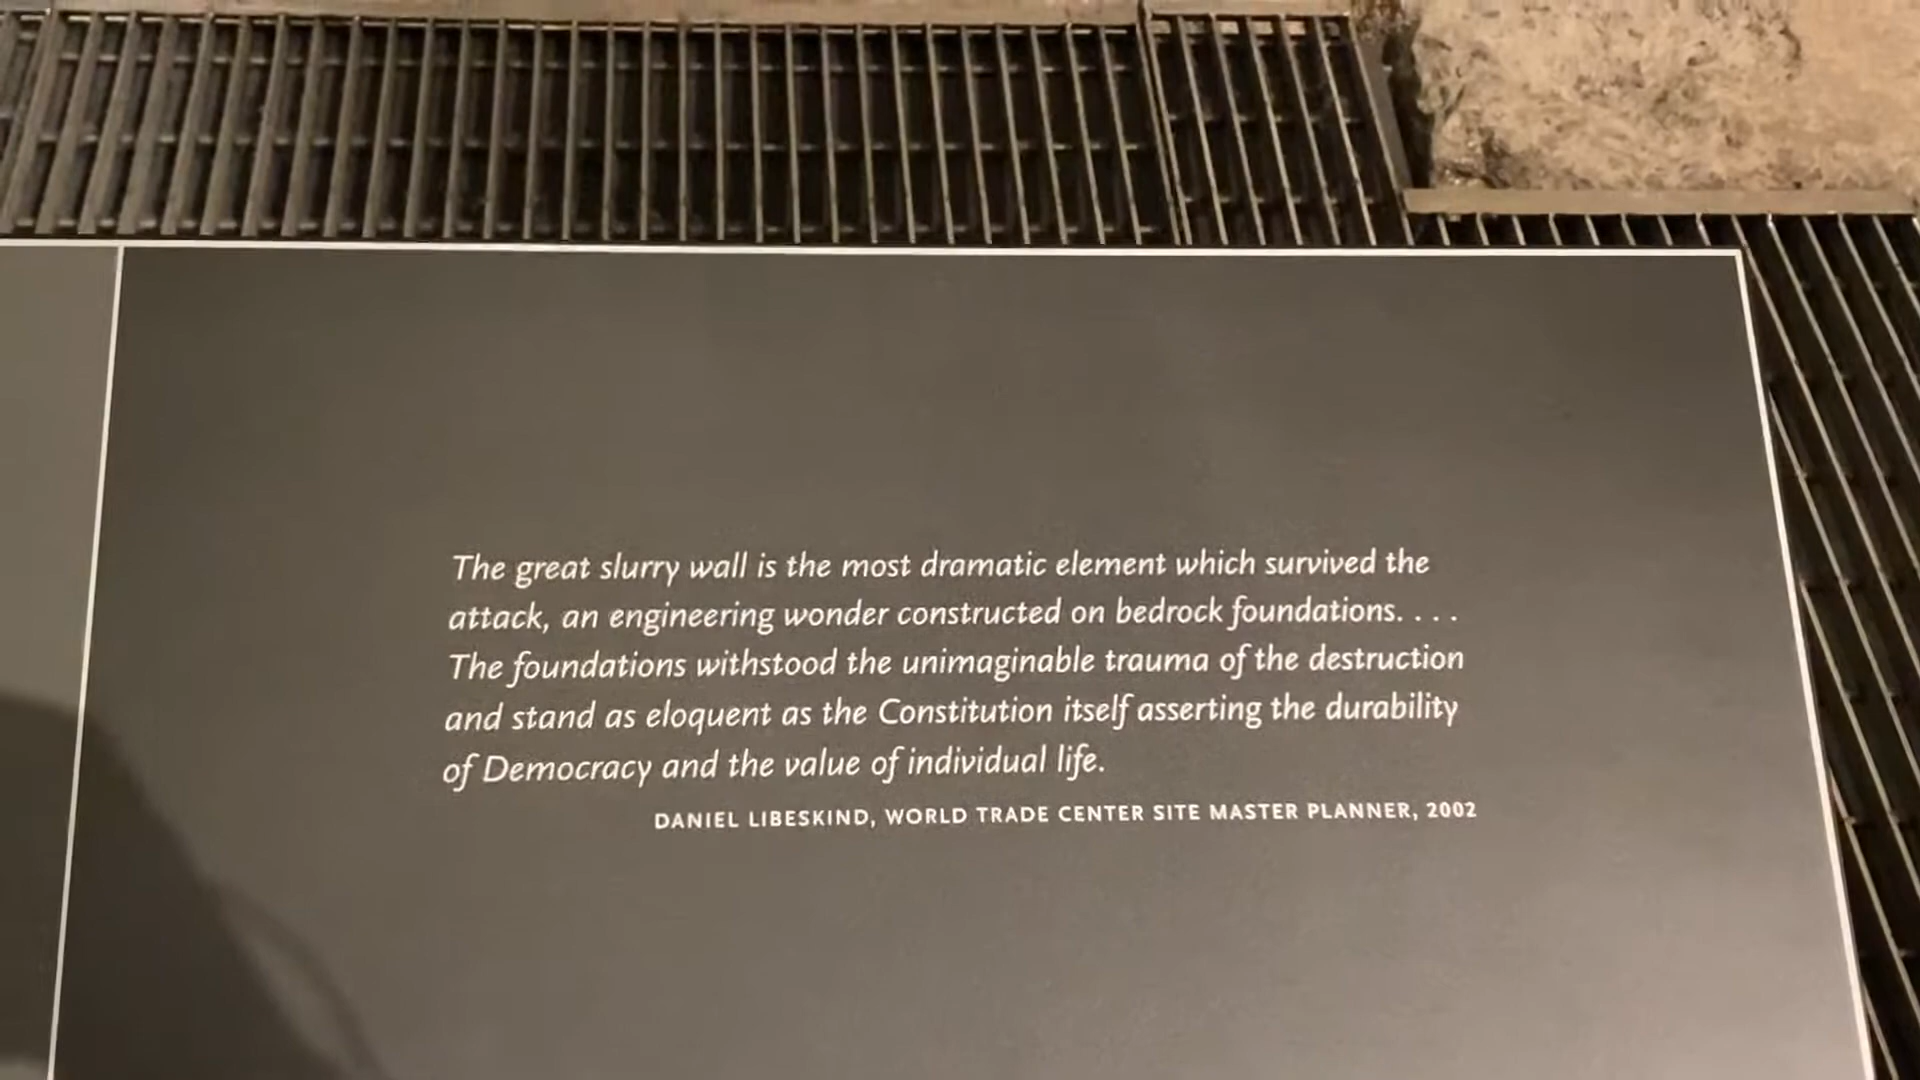 The great slurry wall is the most dramatic element which survived the
attack, an engineering wonder constructed on bedrock foundations. . . .
The foundations withstood the unimaginable trauma of the destruction
and stand as eloquent as the Constitution itself asserting the durability
of Democracy and the value of individual life.
DANIEL LIBESKIND, WORLD TRADE CENTER SITE MASTER PLANNER, 2002